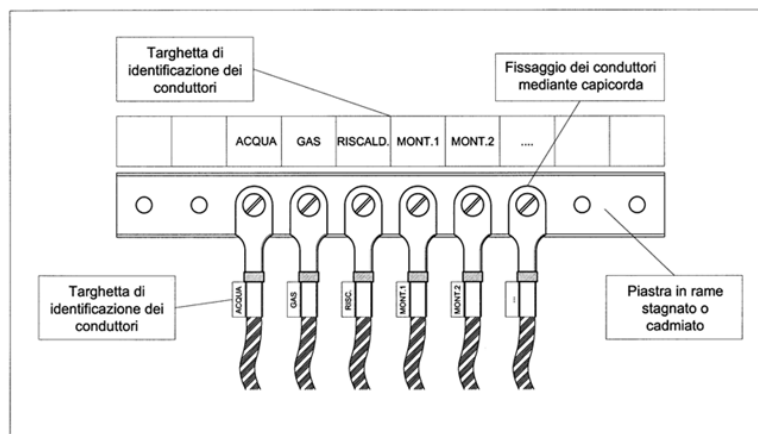 Targhetta di
identificazione dei
conduttori
Fissaggio dei conduttori
mediante capicorda
ACQUA
GAS
RISCALD.
MONT.1
MONT.2
....
Targhetta di
identificazione dei
conduttori
ACQUA
GAS
RISC.
MONT.1
MONT.2
...
Piastra in rame
stagnato o
cadmiato